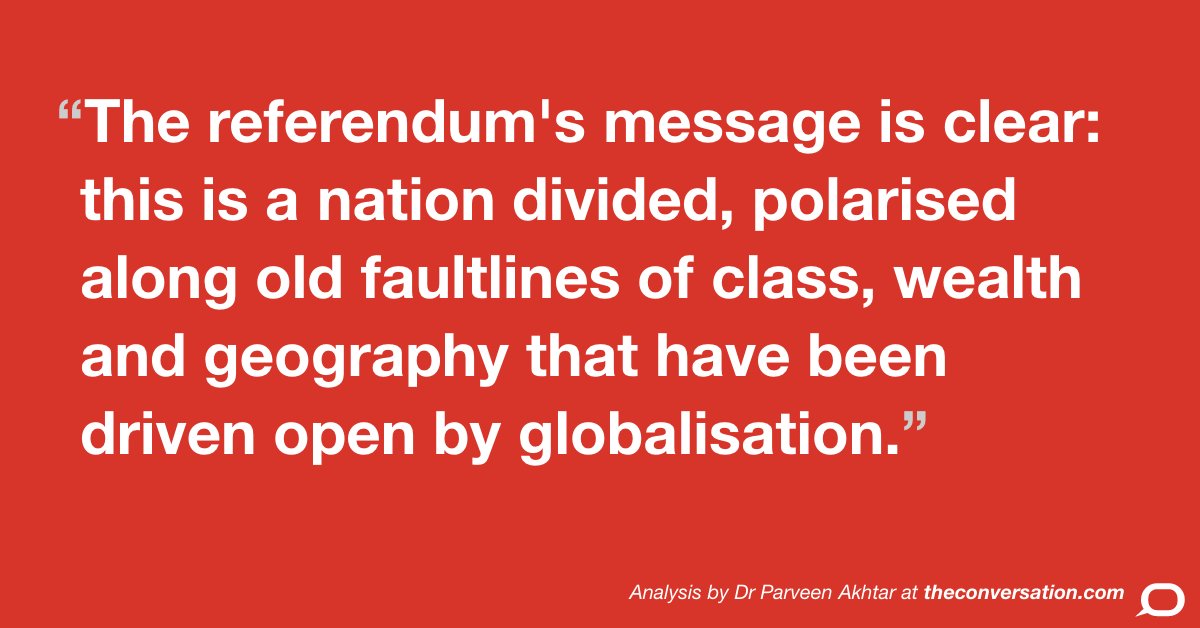 “The referendum's message is clear:
this is a nation divided, polarised
along old faultlines of class, wealth
and geography that have been
driven open by globalisation.”
Analysis by Dr Parveen Akhtar at theconversation.com